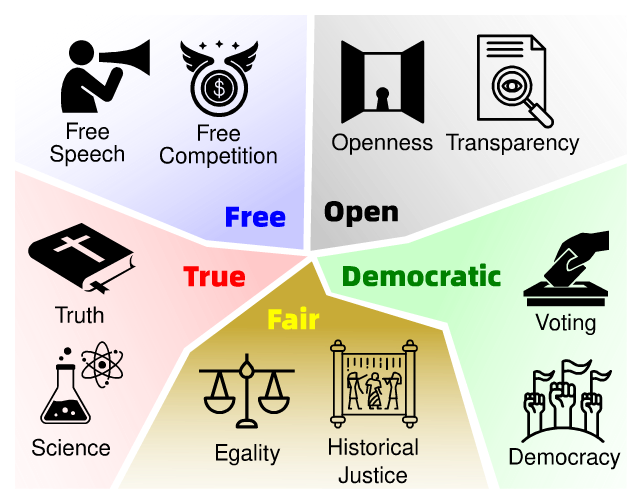 Free
Speech
Free
Competition
Free
Openness
Transparency
Open
True
Truth
Science
Democratic
Voting
Democracy
Fair
Egality
Historical
Justice